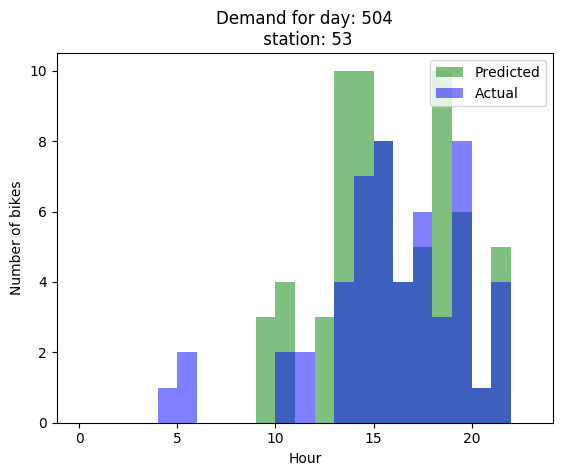 Demand for day: 504
station: 53
Predicted
Actual
Number of bikes
10
8
6
4
2
0
0
5
10
15
20
Hour